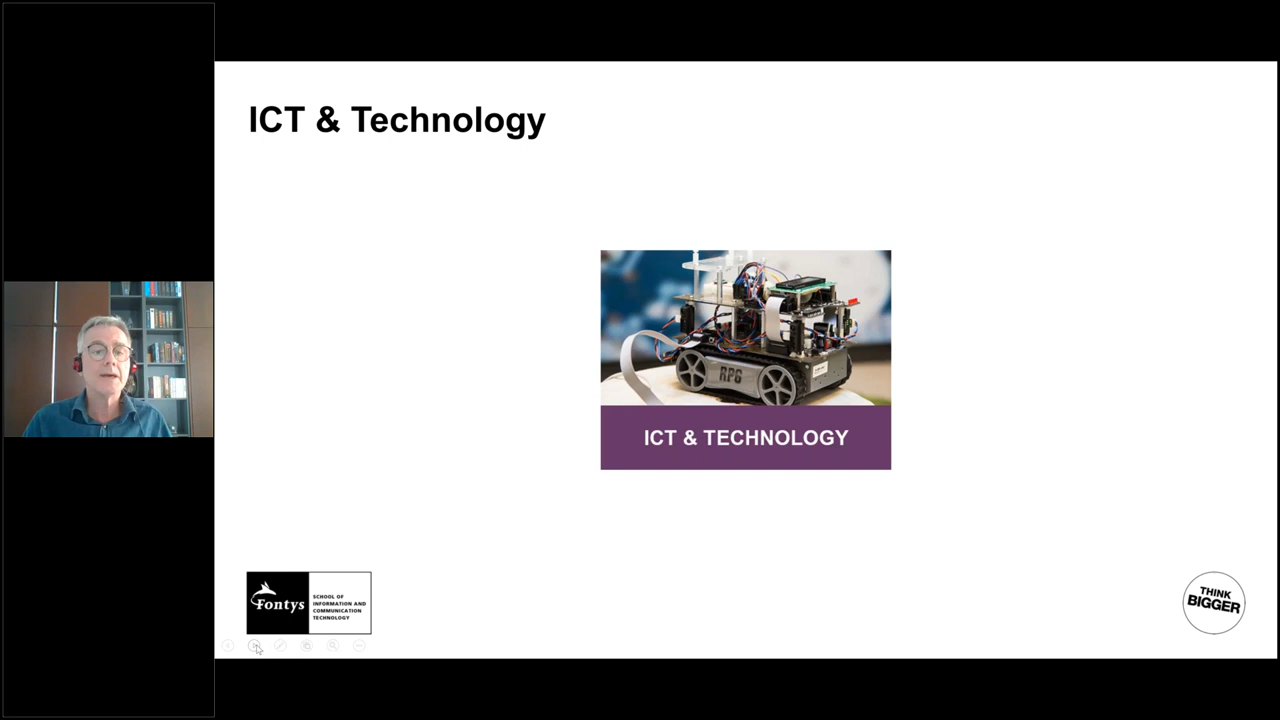 ICT & Technology
RP6
ICT & TECHNOLOGY
Fontys
SCHOOL OF
INFORMATION AND
COMMUNICATION
TECHNOLOGY
THINK
BIGGER